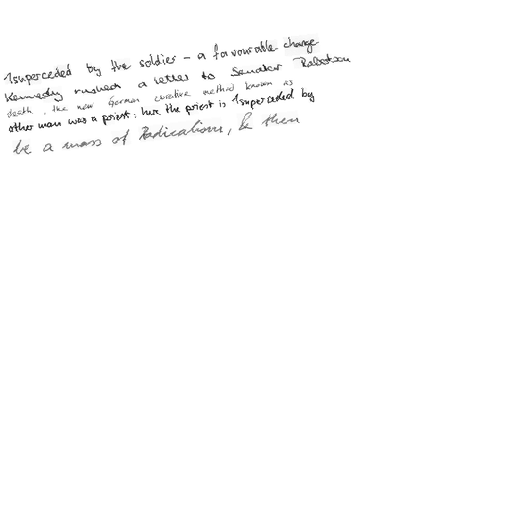 1superceded by the soldier - a favourable change
Kennedy rushed a letter to Senator Robertson
death, the new German curative method known as
other man was a priest: here the priest is 1superceded by
be a mass of Radicalism, & then